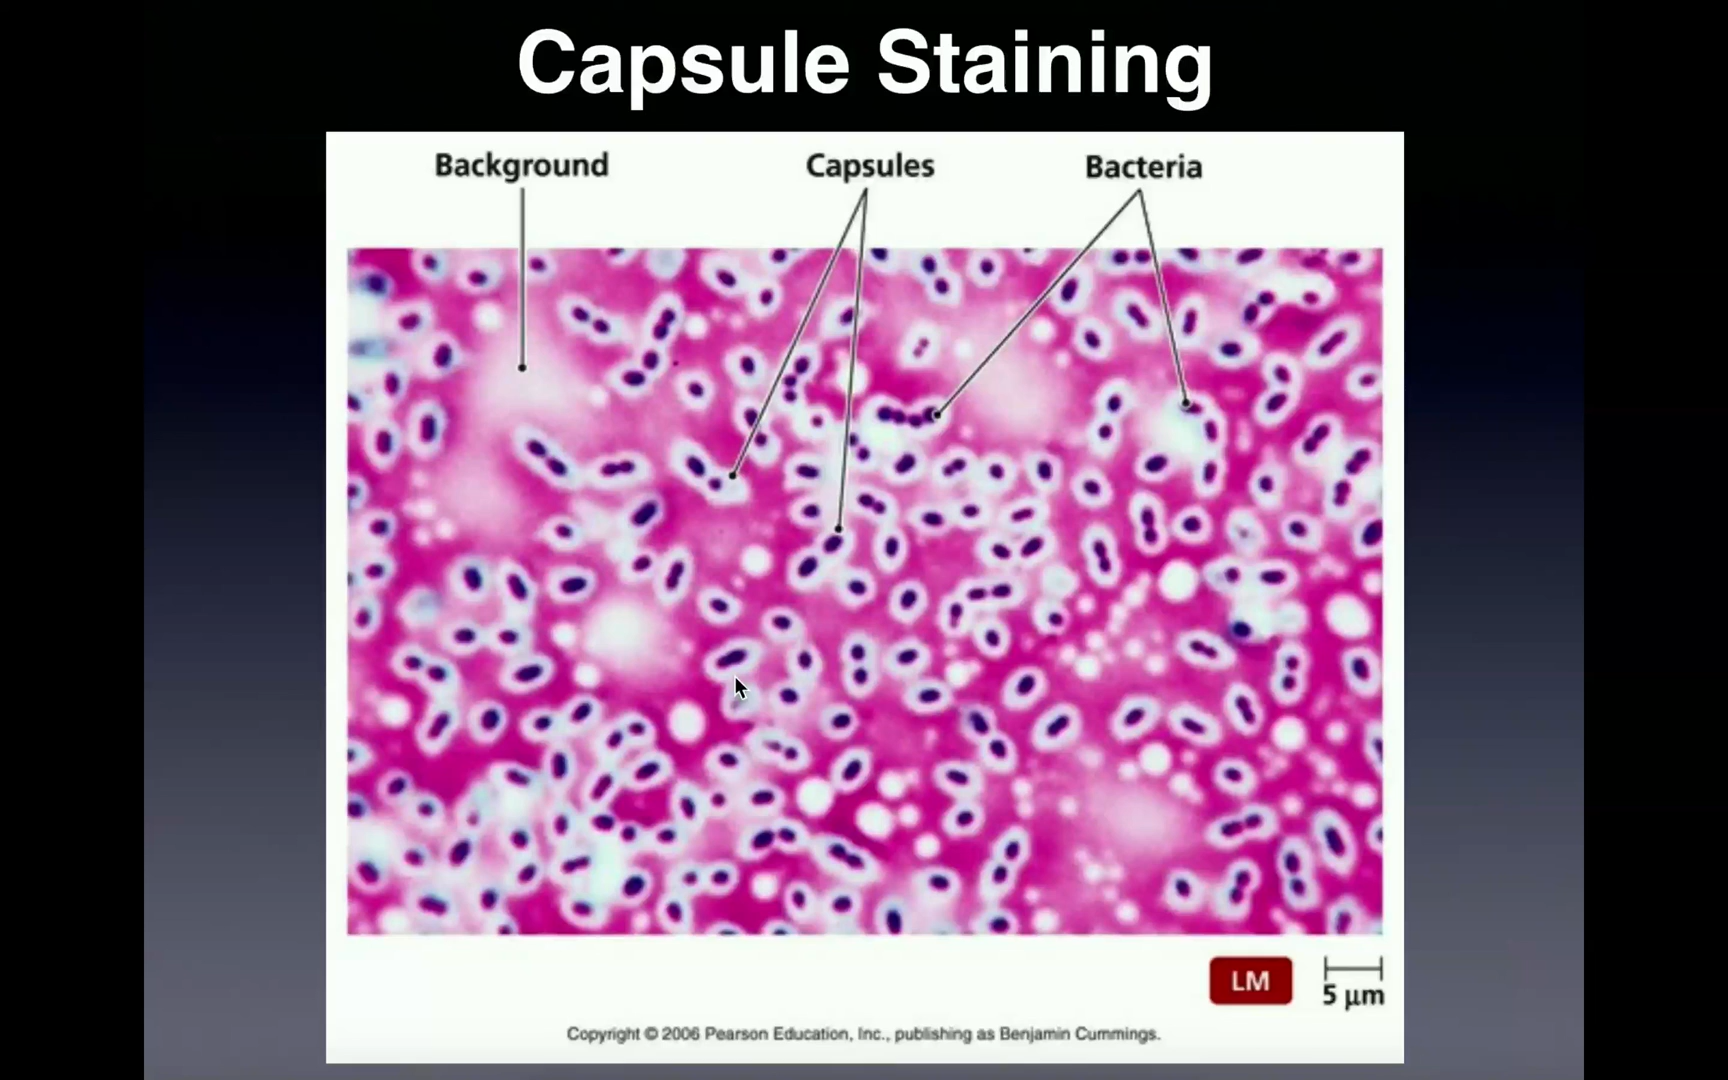 Capsule Staining
Background Capsules Bacteria
LM 5 µm
Copyright © 2006 Pearson Education, Inc., publishing as Benjamin Cummings.